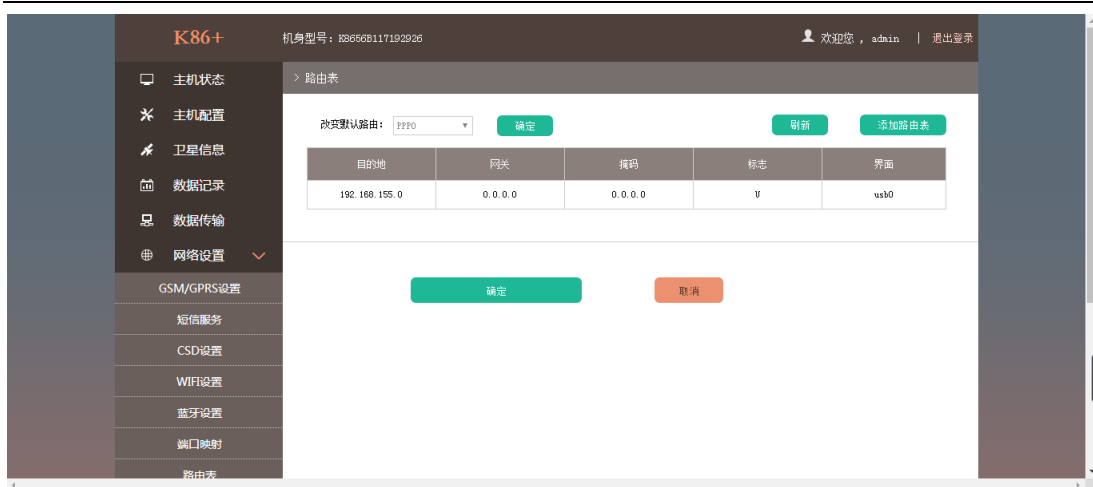 K86+
机身型号：K8656B117192926
欢迎您 ，admin | 退出登录
主机状态
主机配置
卫星信息
数据记录
数据传输
网络设置
GSM/GPRS设置
短信服务
CSD设置
WIFI设置
蓝牙设置
端口映射
路由表
> 路由表
改变默认路由： PPP0 确定 刷新 添加路由表
目的地 网关 掩码 标志 界面
192.168.155.0 0.0.0.0 0.0.0.0 U usb0
确定 取消